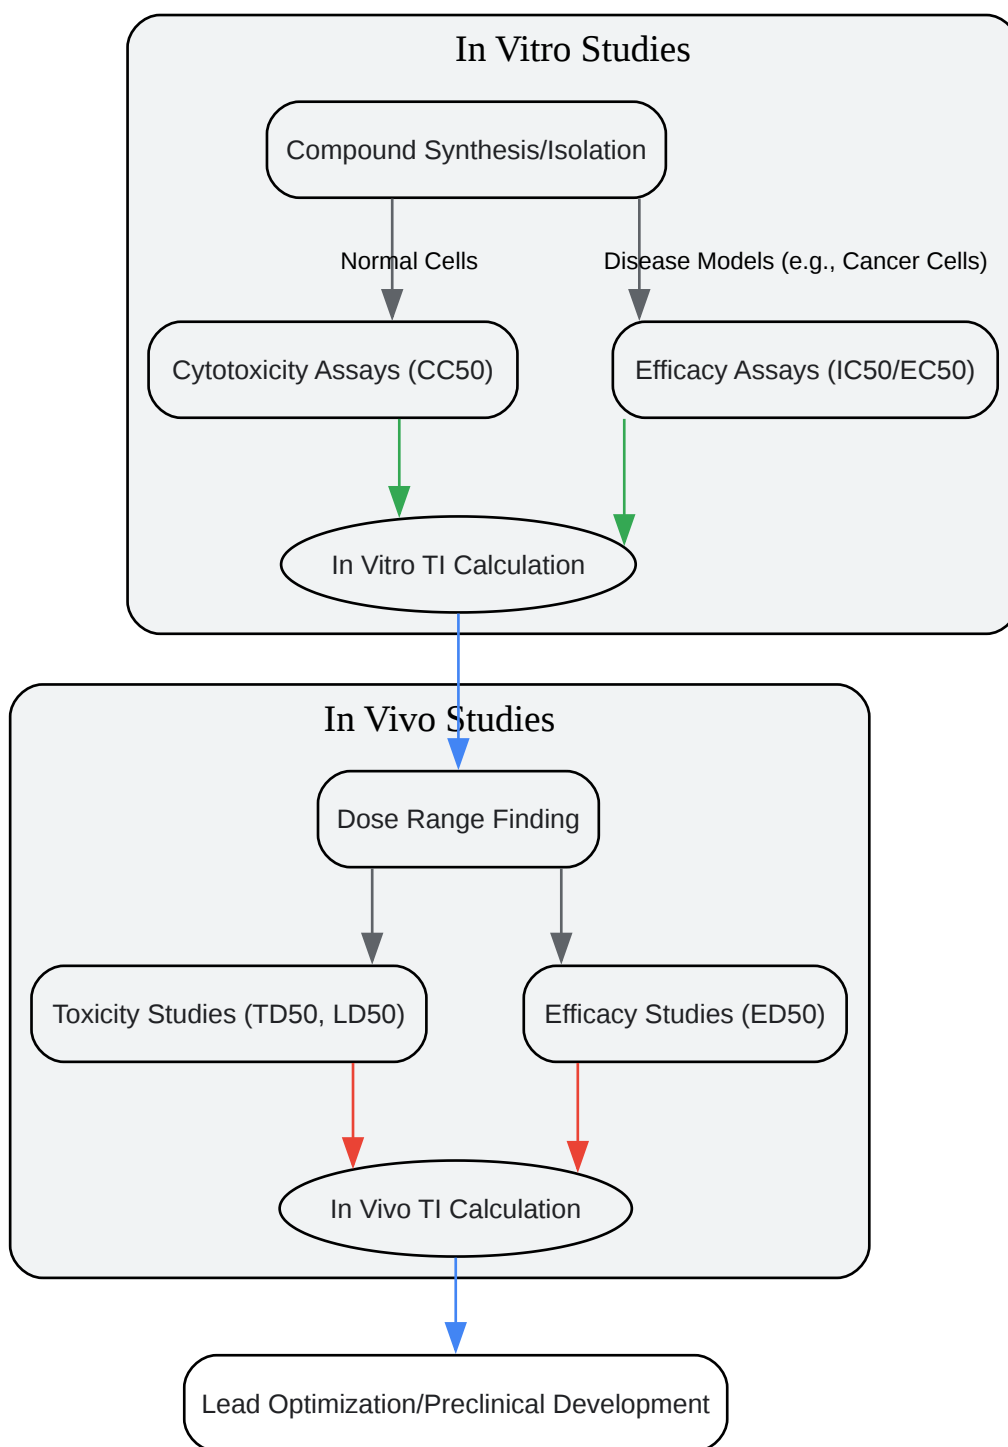 In Vitro Studies
Compound Synthesis/Isolation
Normal Cells
Disease Models (e.g., Cancer Cells)
Cytotoxicity Assays (CC50)
Efficacy Assays (IC50/EC50)
In Vitro TI Calculation
In Vivo Studies
Dose Range Finding
Toxicity Studies (TD50, LD50)
Efficacy Studies (ED50)
In Vivo TI Calculation
Lead Optimization/Preclinical Development